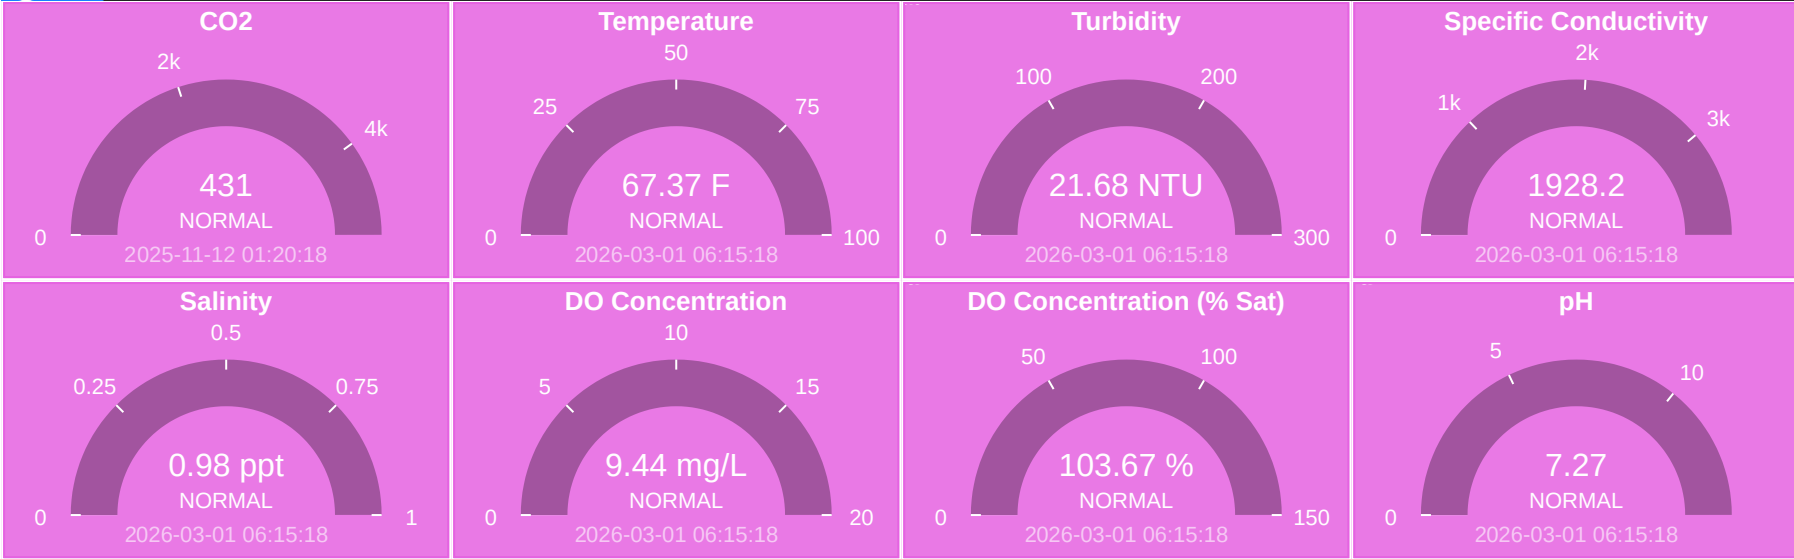 CO2
2k
4k
0
431
NORMAL
2025-11-12 01:20:18
Temperature
50
25
75
0
100
67.37 F
NORMAL
2026-03-01 06:15:18
Turbidity
100
200
0
300
21.68 NTU
NORMAL
2026-03-01 06:15:18
Specific Conductivity
2k
1k
3k
0
1928.2
NORMAL
2026-03-01 06:15:18
Salinity
0.5
0.25
0.75
0
1
0.98 ppt
NORMAL
2026-03-01 06:15:18
DO Concentration
10
5
15
0
20
9.44 mg/L
NORMAL
2026-03-01 06:15:18
DO Concentration (% Sat)
50
100
0
150
103.67 %
NORMAL
2026-03-01 06:15:18
pH
5
10
0
7.27
NORMAL
2026-03-01 06:15:18